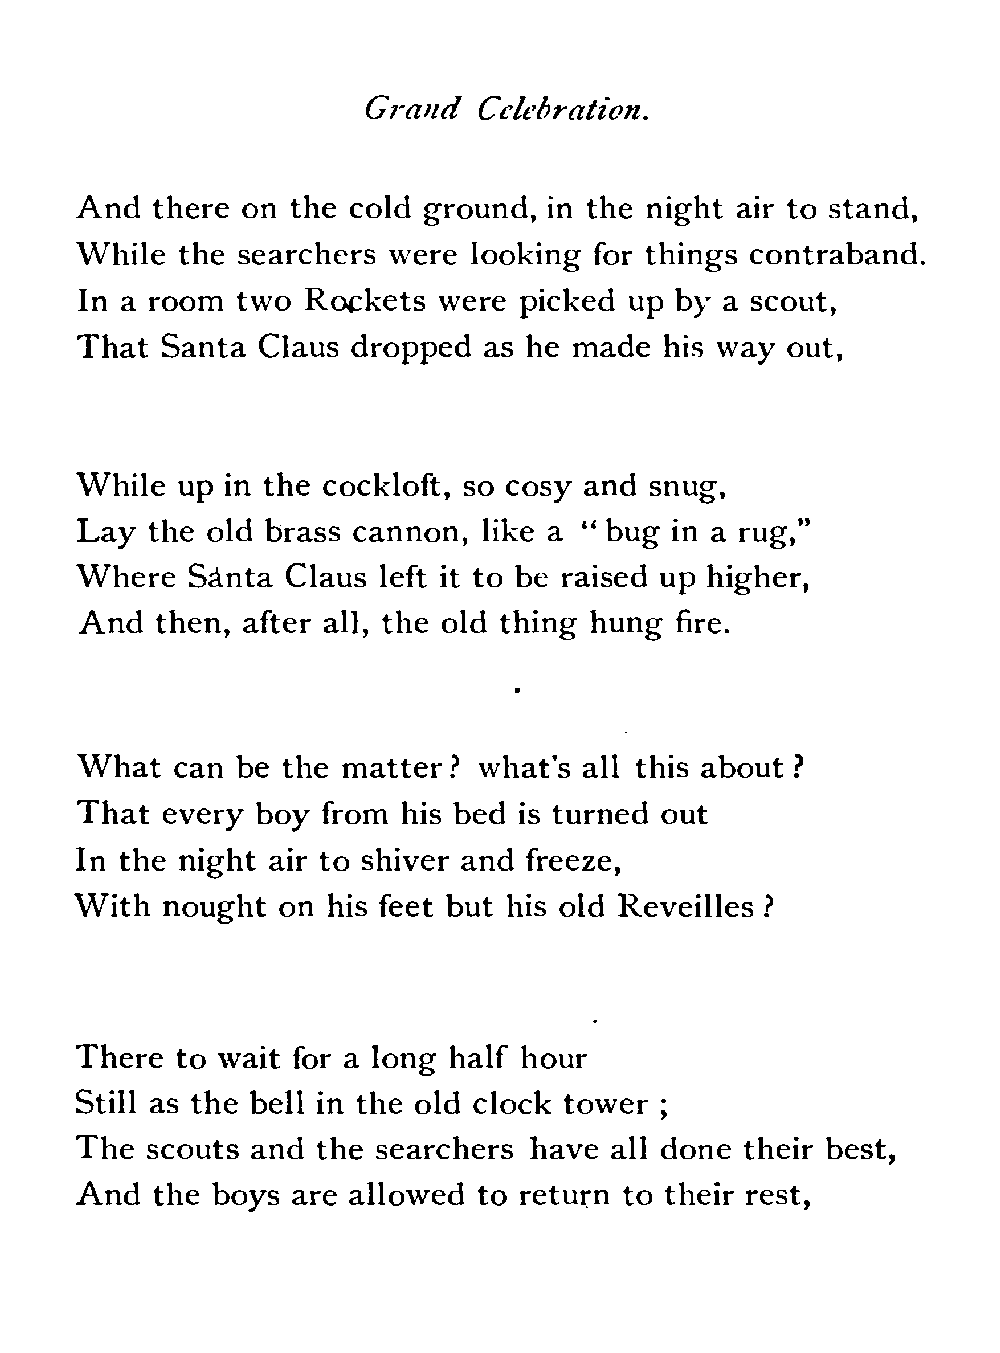 Grand Celebration.
And there on the cold ground, in the night air to stand,
While the searchers were looking for things contraband.
In a room two Rockets were picked up by a scout,
That Santa Claus dropped as he made his way out,
While up in the cockloft, so cosy and snug,
Lay the old brass cannon, like a “ bug in a rug,”
Where Santa Claus left it to be raised up higher,
And then, after all, the old thing hung fire.
What can be the matter ? what's all this about ?
That every boy from his bed is turned out
In the night air to shiver and freeze,
With nought on his feet but his old Reveilles ?
There to wait for a long half hour
Still as the bell in the old clock tower ;
The scouts and the searchers have all done their best,
And the boys are allowed to return to their rest,